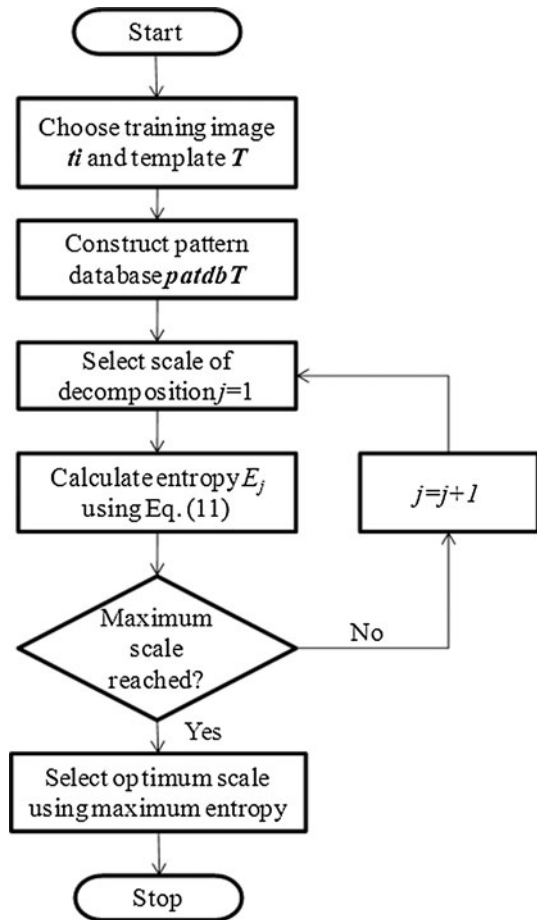 Start
Choose training image
ti and template T
Construct pattern
database patdbT
Select scale of
decomposition j=1
Calculate entropy Ej
using Eq. (11)
j=j+1
Maximum
scale
reached?
No
Yes
Select optimum scale
using maximum entropy
Stop